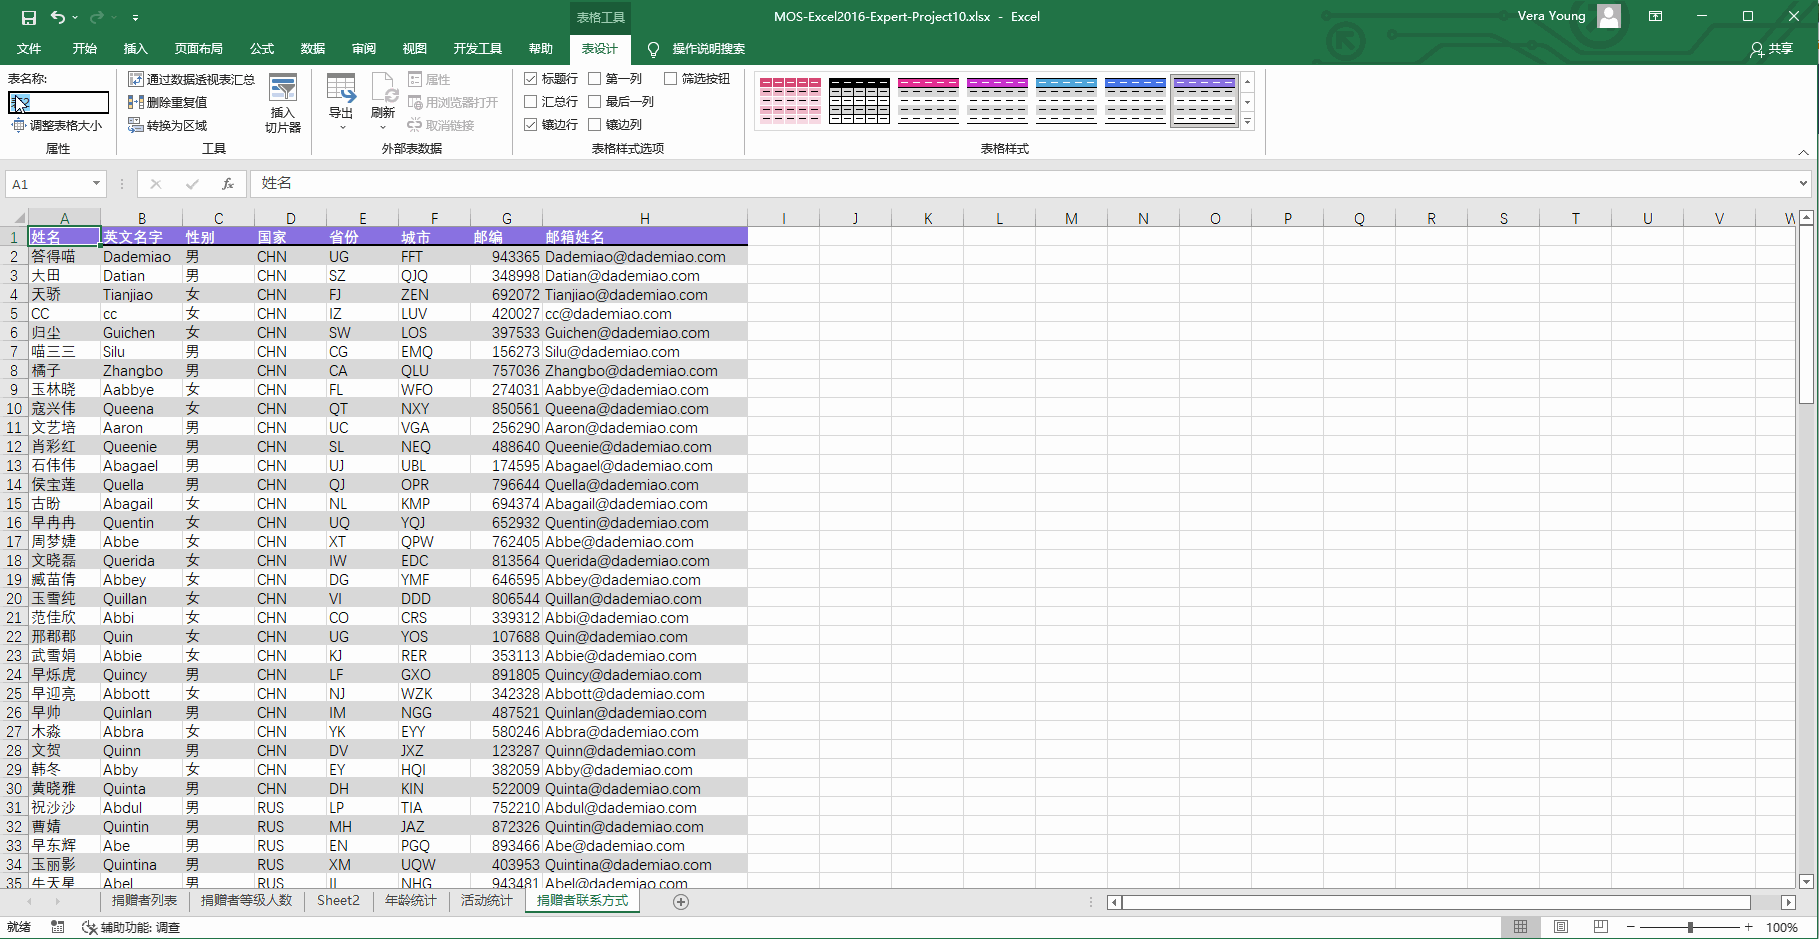 表格工具
MOS-Excel2016-Expert-Project10.xlsx - Excel
Vera Young
文件 开始 插入 页面布局 公式 数据 审阅 视图 开发工具 帮助 表设计 操作说明搜索 共享
表名称:
调整表格大小
属性
通过数据透视表汇总
删除重复值
转换为区域
插入
切片器
工具
导出
刷新
属性
用浏览器打开
取消链接
外部表数据
标题行 第一列 筛选按钮
汇总行 最后一列
镶边行 镶边列
表格样式选项
表格样式
A1 fx 姓名
A B C D E F G H I J K L M N O P Q R S T U V W
1 姓名 英文名字 性别 国家 省份 城市 邮编 邮箱姓名
2 答得喵 Dademiao 男 CHN UG FFT 943365 Dademiao@dademiao.com
3 大田 Datian 男 CHN SZ QJQ 348998 Datian@dademiao.com
4 天骄 Tianjiao 女 CHN FJ ZEN 692072 Tianjiao@dademiao.com
5 CC cc 女 CHN IZ LUV 420027 cc@dademiao.com
6 归尘 Guichen 女 CHN SW LOS 397533 Guichen@dademiao.com
7 喵三三 Silu 男 CHN CG EMQ 156273 Silu@dademiao.com
8 橘子 Zhangbo 男 CHN CA QLU 757036 Zhangbo@dademiao.com
9 玉林晓 Aabbye 女 CHN FL WFO 274031 Aabbye@dademiao.com
10 寇兴伟 Queena 女 CHN QT NXY 850561 Queena@dademiao.com
11 文艺培 Aaron 男 CHN UC VGA 256290 Aaron@dademiao.com
12 肖彩红 Queenie 男 CHN SL NEQ 488640 Queenie@dademiao.com
13 石伟伟 Abagael 男 CHN UJ UBL 174595 Abagael@dademiao.com
14 侯宝莲 Quella 男 CHN QJ OPR 796644 Quella@dademiao.com
15 古盼 Abagail 女 CHN NL KMP 694374 Abagail@dademiao.com
16 早冉冉 Quentin 女 CHN UQ YQJ 652932 Quentin@dademiao.com
17 周梦婕 Abbe 女 CHN XT QPW 762405 Abbe@dademiao.com
18 文晓磊 Querida 女 CHN IW EDC 813564 Querida@dademiao.com
19 臧苗倩 Abbey 女 CHN DG YMF 646595 Abbey@dademiao.com
20 玉雪纯 Quillan 女 CHN VI DDD 806544 Quillan@dademiao.com
21 范佳欣 Abbi 女 CHN CO CRS 339312 Abbi@dademiao.com
22 邢郡郡 Quin 女 CHN UG YOS 107688 Quin@dademiao.com
23 武雪娟 Abbie 女 CHN KJ RER 353113 Abbie@dademiao.com
24 早烁虎 Quincy 男 CHN LF GXO 891805 Quincy@dademiao.com
25 早迎亮 Abbott 女 CHN NJ WZK 342328 Abbott@dademiao.com
26 早帅 Quinlan 男 CHN IM NGG 487521 Quinlan@dademiao.com
27 木淼 Abbra 女 CHN YK EYY 580246 Abbra@dademiao.com
28 文贺 Quinn 男 CHN DV JXZ 123287 Quinn@dademiao.com
29 韩冬 Abby 女 CHN EY HQI 382059 Abby@dademiao.com
30 黄晓雅 Quinta 男 CHN DH KIN 522009 Quinta@dademiao.com
31 祝沙沙 Abdul 男 RUS LP TIA 752210 Abdul@dademiao.com
32 曹婧 Quintin 男 RUS MH JAZ 872326 Quintin@dademiao.com
33 早东辉 Abe 男 RUS EN PGQ 893466 Abe@dademiao.com
34 玉丽影 Quintina 男 RUS XM UQW 403953 Quintina@dademiao.com
35 牛天星 Abel 男 RUS NHG 943481 Abel@dademiao.com
捐赠者列表 捐赠者等级人数 Sheet2 年龄统计 活动统计 捐赠者联系方式
就绪 辅助功能: 调查 100%